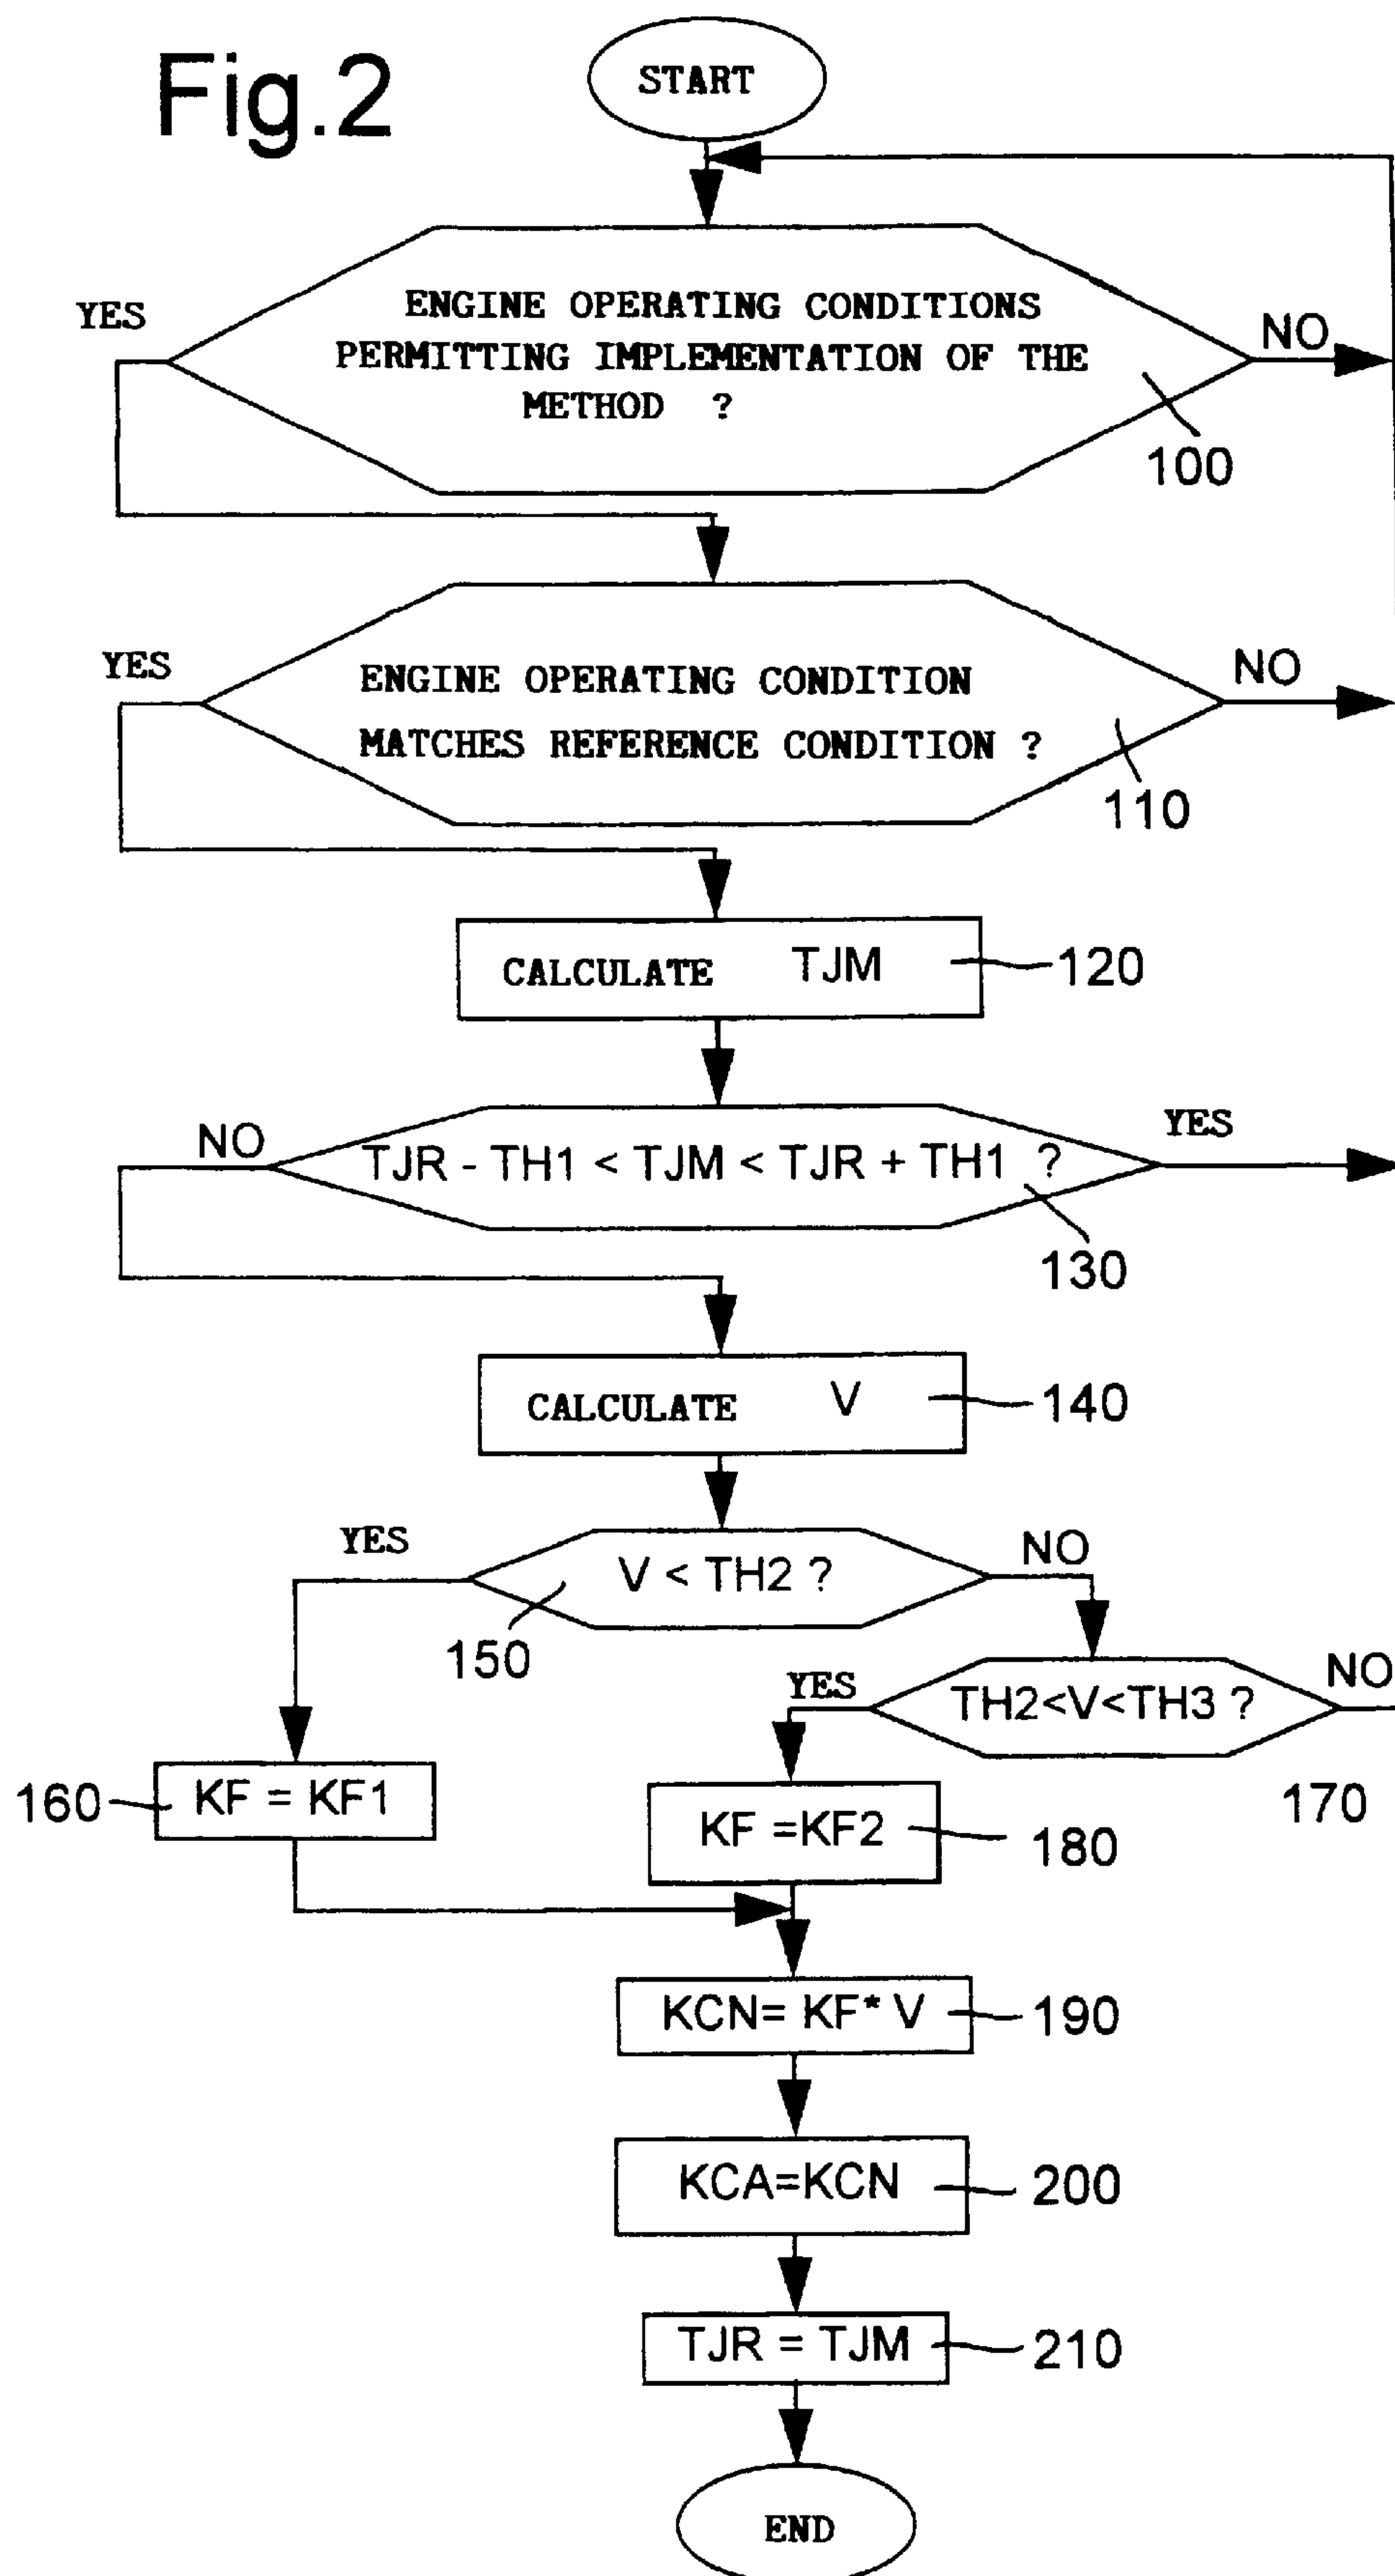 Fig.2
START
YES
ENGINE OPERATING CONDITIONS
PERMITTING IMPLEMENTATION OF THE
METHOD ?
NO
100
YES
ENGINE OPERATING CONDITION
MATCHES REFERENCE CONDITION ?
NO
110
CALCULATE TJM
120
NO
TJR - TH1 < TJM < TJR + TH1 ?
YES
130
CALCULATE V
140
YES
V < TH2 ?
NO
150
YES
TH2<V<TH3 ?
NO
160
KF = KF1
170
KF =KF2
180
KCN= KF* V
190
KCA=KCN
200
TJR = TJM
210
END